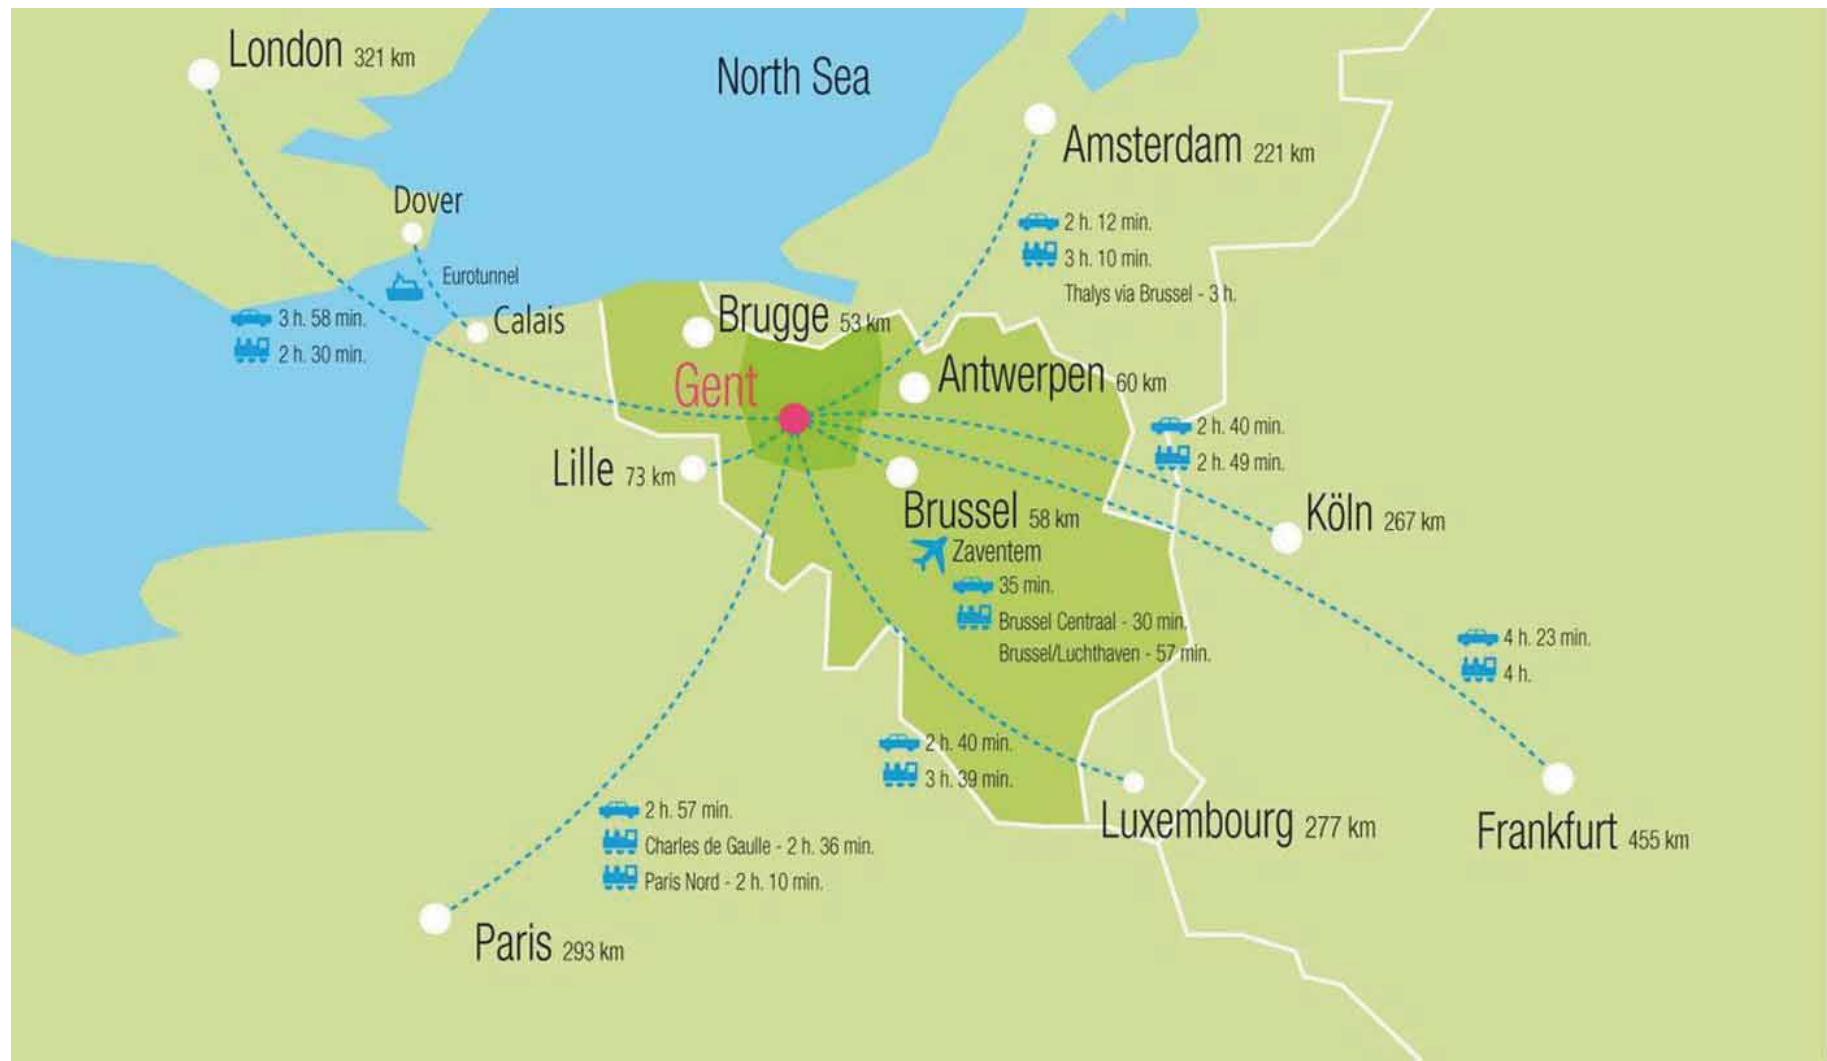 London 321 km
North Sea
Amsterdam 221 km
Dover
2 h. 12 min.
3 h. 10 min.
Thalys via Brussel - 3 h.
Eurotunnel
3 h. 58 min.
2 h. 30 min.
Calais
Brugge 53 km
Gent
Antwerpen 60 km
2 h. 40 min.
2 h. 49 min.
Lille 73 km
Brussel 58 km
Köln 267 km
Zaventem
35 min.
Brussel Centraal - 30 min.
Brussel/Luchthaven - 57 min.
4 h. 23 min.
4 h.
2 h. 40 min.
3 h. 39 min.
2 h. 57 min.
Charles de Gaulle - 2 h. 36 min.
Paris Nord - 2 h. 10 min.
Luxembourg 277 km
Frankfurt 455 km
Paris 293 km